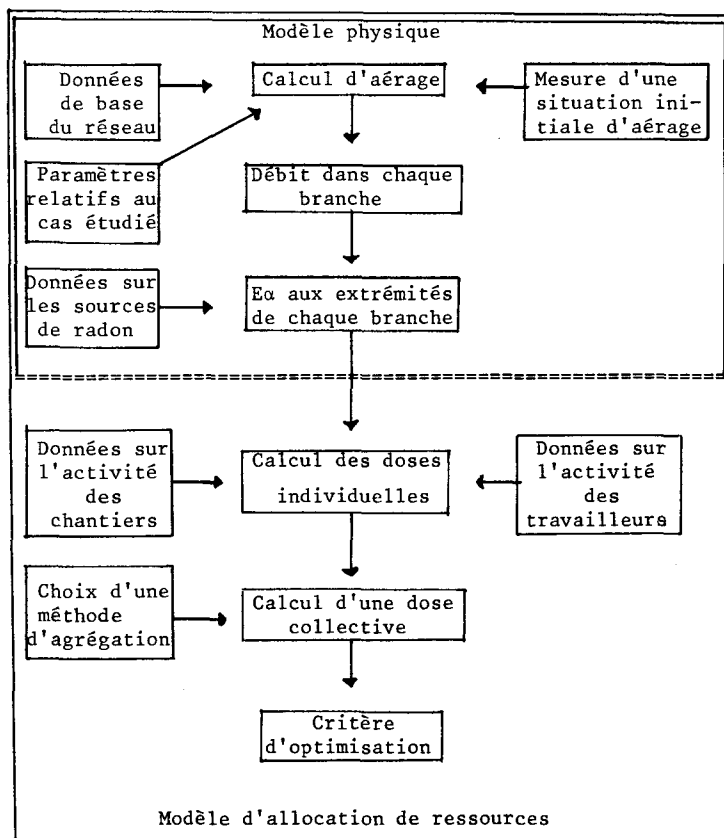 Modèle physique
Données
de base
du réseau
Calcul d'aérage
Mesure d'une
situation ini-
tiale d'aérage
Paramètres
relatifs au
cas étudié
Débit dans chaque
branche
Données sur
les sources
de radon
Eα aux extrémités
de chaque branche
Données sur
l'activité
des
chantiers
Calcul des doses
individuelles
Données sur
l'activité
des
travailleurs
Choix d'une
méthode
d'agrégation
Calcul d'une dose
collective
Critère
d'optimisation
Modèle d'allocation de ressources